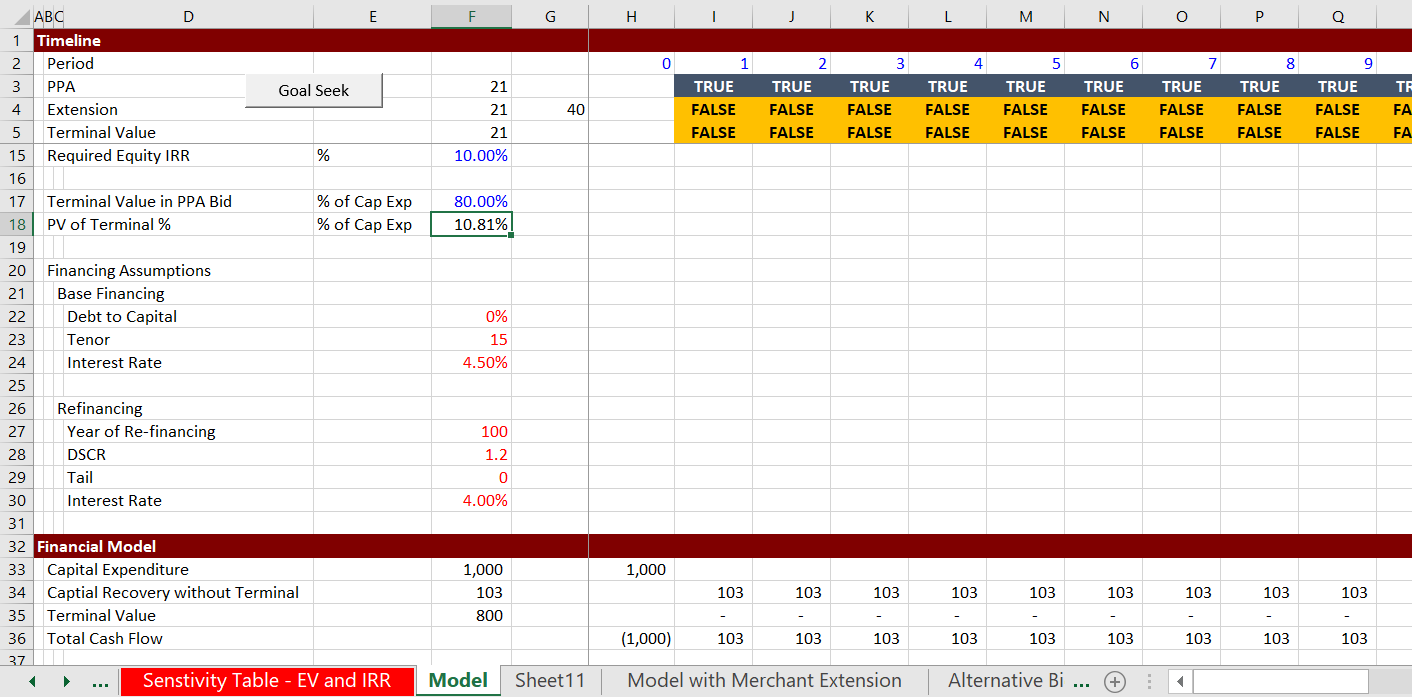 A B C D E F G H I J K L M N O P Q
1 Timeline
2 Period 0 1 2 3 4 5 6 7 8 9
3 PPA Goal Seek 21 TRUE TRUE TRUE TRUE TRUE TRUE TRUE TRUE TRUE TR
4 Extension 21 40 FALSE FALSE FALSE FALSE FALSE FALSE FALSE FALSE FALSE FA
5 Terminal Value 21 FALSE FALSE FALSE FALSE FALSE FALSE FALSE FALSE FALSE FA
15 Required Equity IRR % 10.00%
16
17 Terminal Value in PPA Bid % of Cap Exp 80.00%
18 PV of Terminal % % of Cap Exp 10.81%
19
20 Financing Assumptions
21 Base Financing
22 Debt to Capital 0%
23 Tenor 15
24 Interest Rate 4.50%
25
26 Refinancing
27 Year of Re-financing 100
28 DSCR 1.2
29 Tail 0
30 Interest Rate 4.00%
31
32 Financial Model
33 Capital Expenditure 1,000 1,000
34 Captial Recovery without Terminal 103 103 103 103 103 103 103 103 103 103
35 Terminal Value 800 - - - - - - - - -
36 Total Cash Flow (1,000) 103 103 103 103 103 103 103 103 103
37
... Senstivity Table - EV and IRR Model Sheet11 Model with Merchant Extension Alternative Bi ...